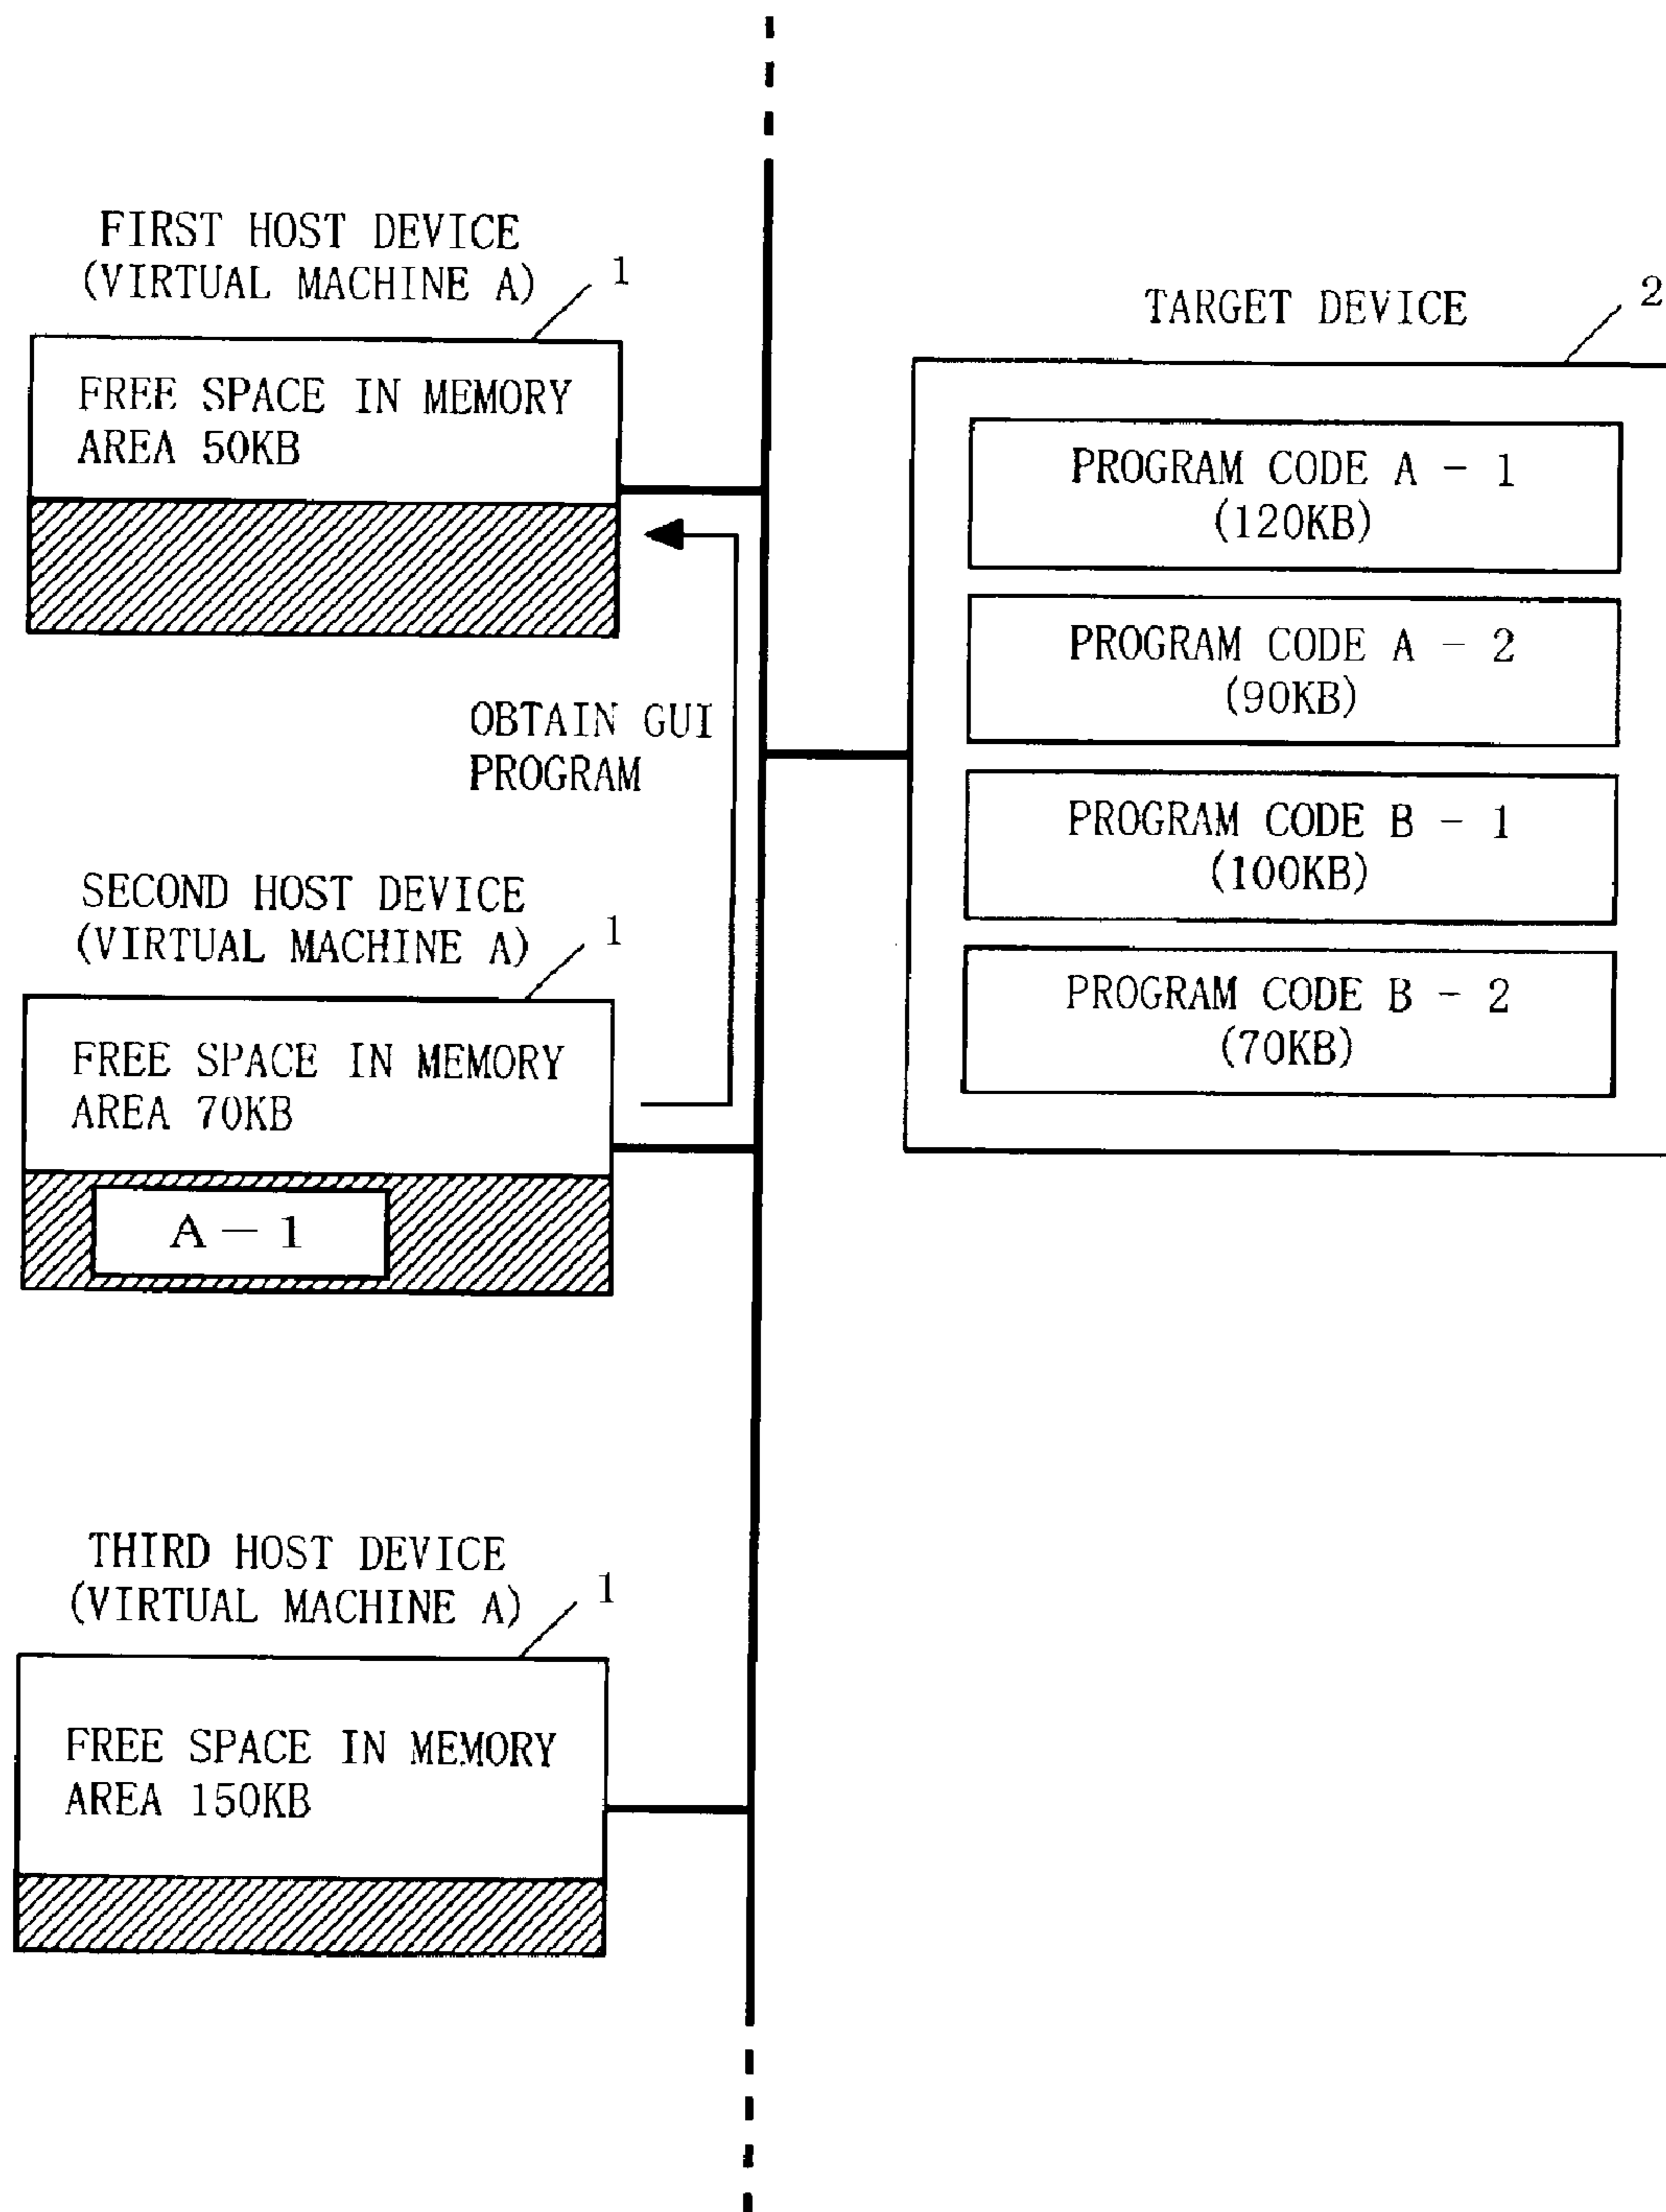 FIRST HOST DEVICE
(VIRTUAL MACHINE A)
1
FREE SPACE IN MEMORY
AREA 50KB
OBTAIN GUI
PROGRAM
SECOND HOST DEVICE
(VIRTUAL MACHINE A)
1
FREE SPACE IN MEMORY
AREA 70KB
A-1
THIRD HOST DEVICE
(VIRTUAL MACHINE A)
1
FREE SPACE IN MEMORY
AREA 150KB
TARGET DEVICE
2
PROGRAM CODE A - 1
(120KB)
PROGRAM CODE A - 2
(90KB)
PROGRAM CODE B - 1
(100KB)
PROGRAM CODE B - 2
(70KB)